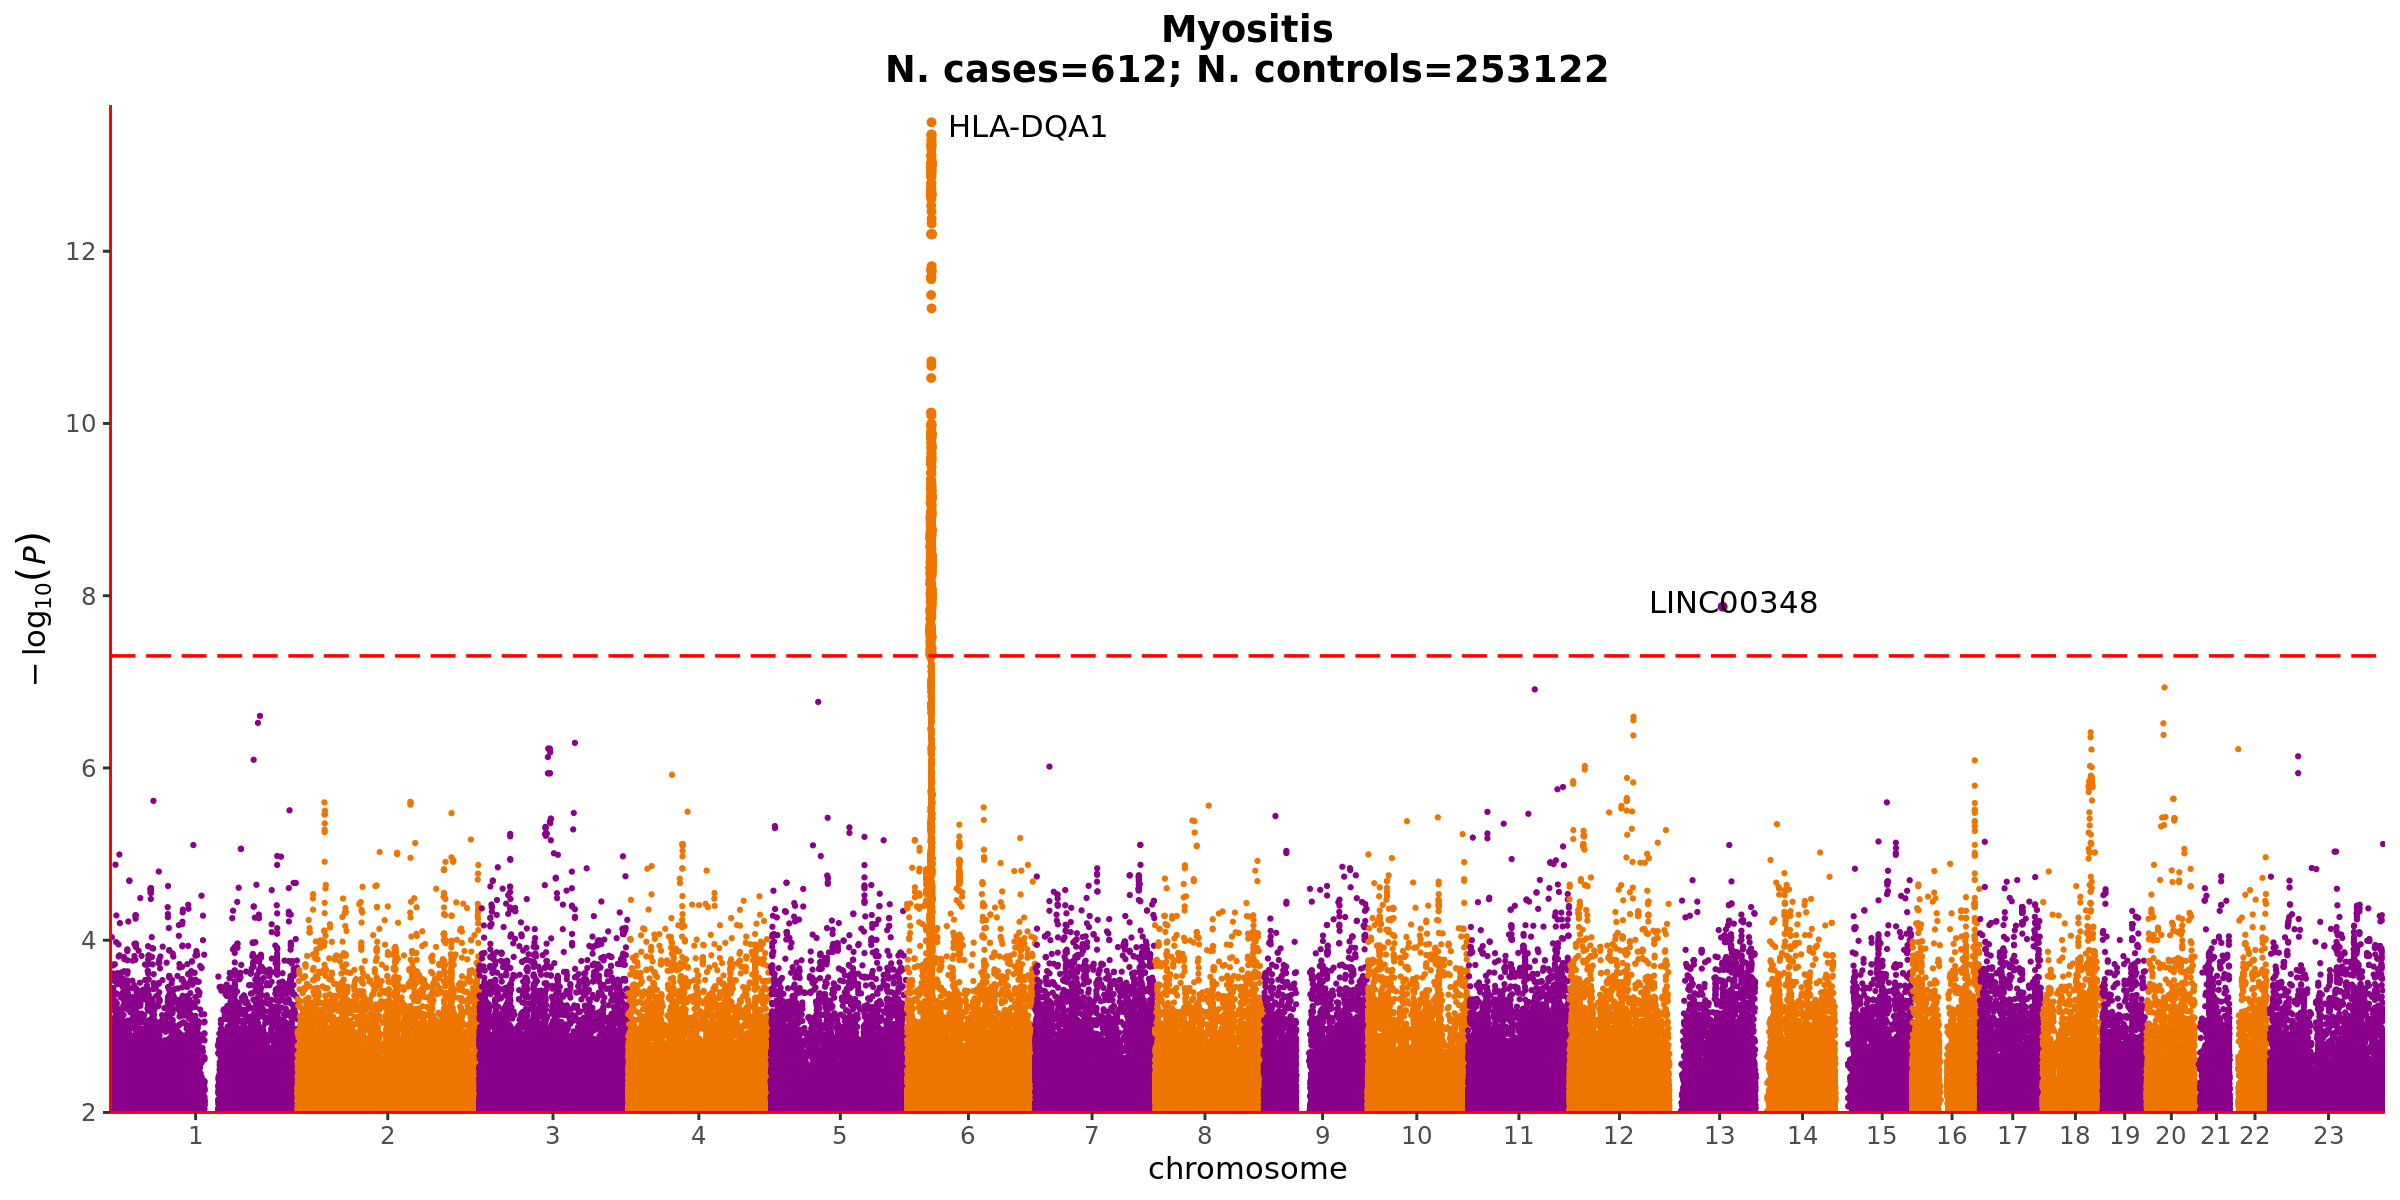 Myositis
N. cases=612; N. controls=253122
HLA-DQA1
12
10
8
6
4
2
− log10(P)
LINC00348
1 2 3 4 5 6 7 8 9 10 11 12 13 14 15 16 17 18 19 20 21 22 23
chromosome